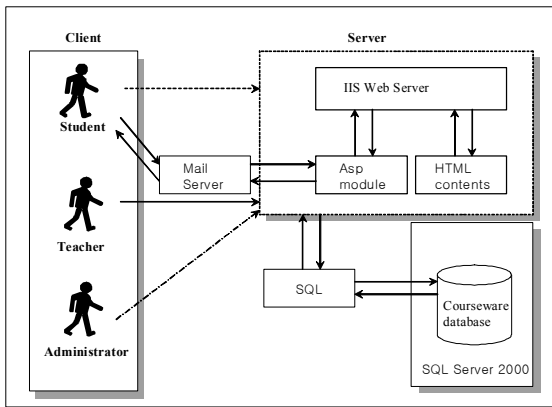 Client
Server
IIS Web Server
Student
Mail
Server
Asp
module
HTML
contents
Teacher
SQL
Courseware
database
Administrator
SQL Server 2000